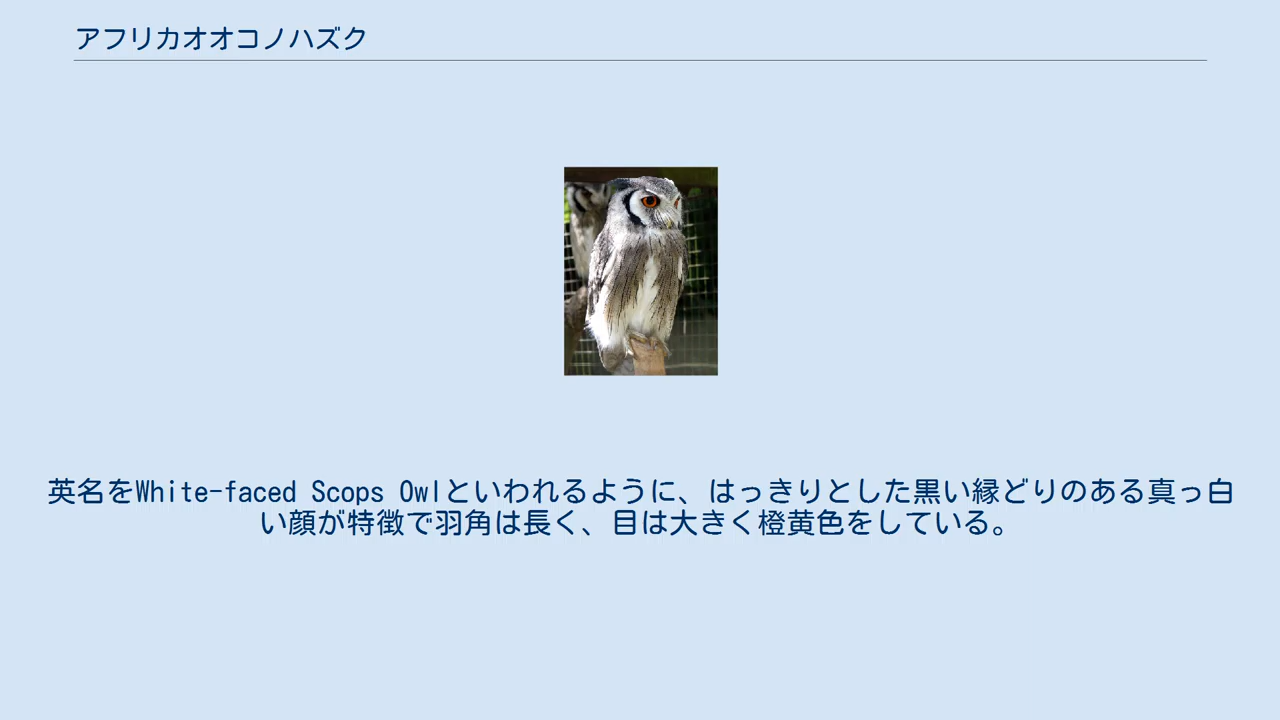 アフリカオオコノハズク
英名をWhite-faced Scops Owlといわれるように、はっきりとした黒い縁どりのある真っ白
い顔が特徴で羽角は長く、目は大きく橙黄色をしている。